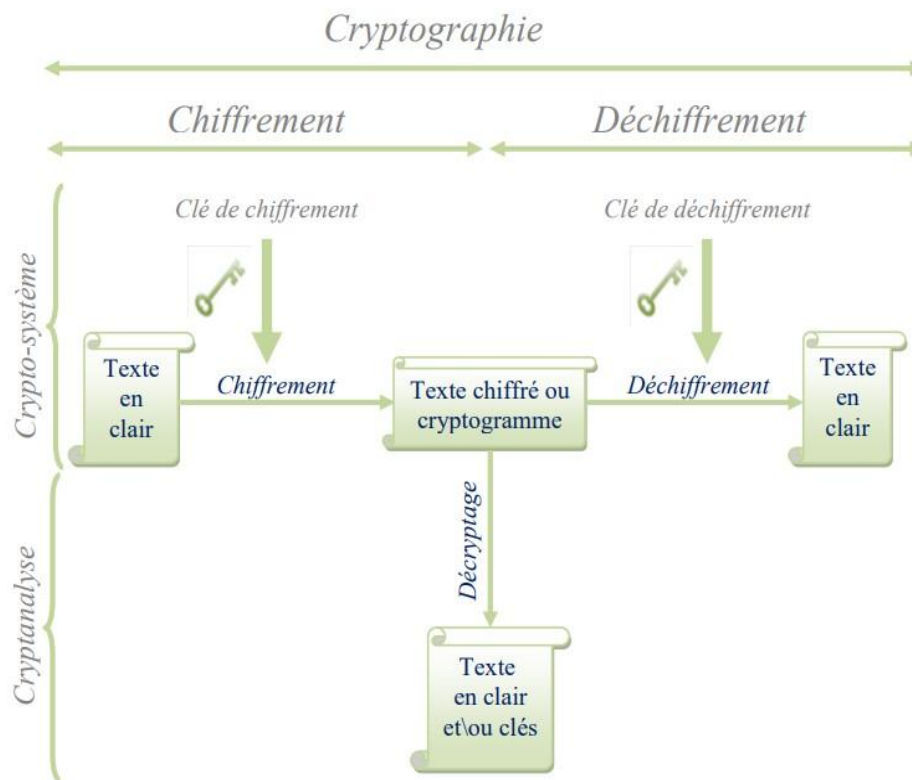 Cryptographie
Chiffrement
Déchiffrement
Clé de chiffrement
Clé de déchiffrement
Crypto-système
Texte
en
clair
Chiffrement
Texte chiffré ou
cryptogramme
Déchiffrement
Texte
en
clair
Cryptanalyse
Décryptage
Texte
en clair
et\ou clés